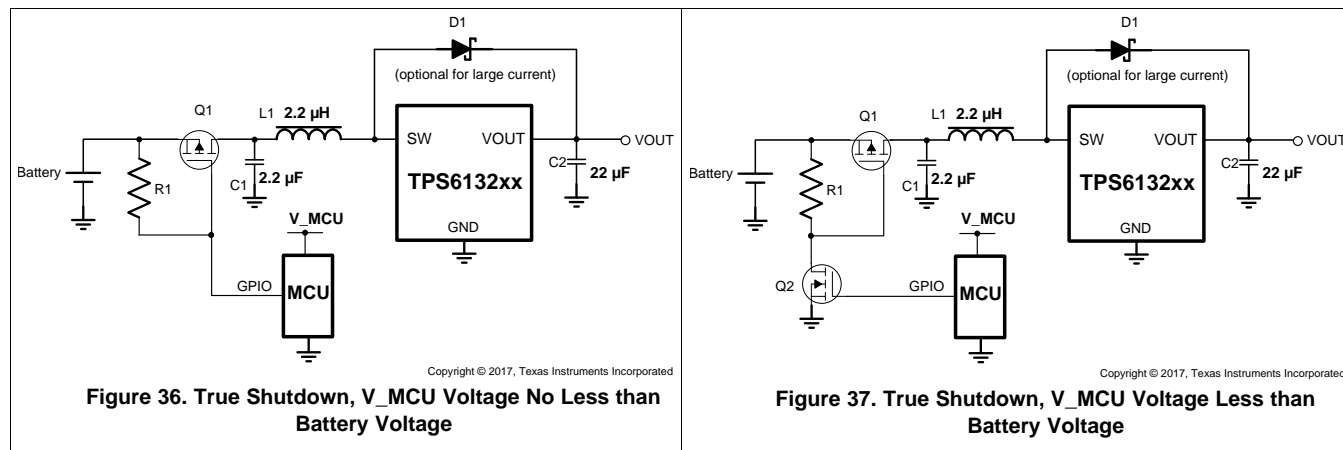 D1
(optional for large current)
Q1
L1 2.2 µH
SW VOUT
VOUT
Battery
R1
C1
2.2 µF
TPS6132xx
C2
22 µF
GND
V_MCU
GPIO
MCU
Copyright © 2017, Texas Instruments Incorporated
Figure 36. True Shutdown, V_MCU Voltage No Less than
Battery Voltage
D1
(optional for large current)
Q1
L1 2.2 µH
SW VOUT
VOUT
Battery
R1
C1
2.2 µF
TPS6132xx
C2
22 µF
GND
V_MCU
Q2
GPIO
MCU
Copyright © 2017, Texas Instruments Incorporated
Figure 37. True Shutdown, V_MCU Voltage Less than
Battery Voltage